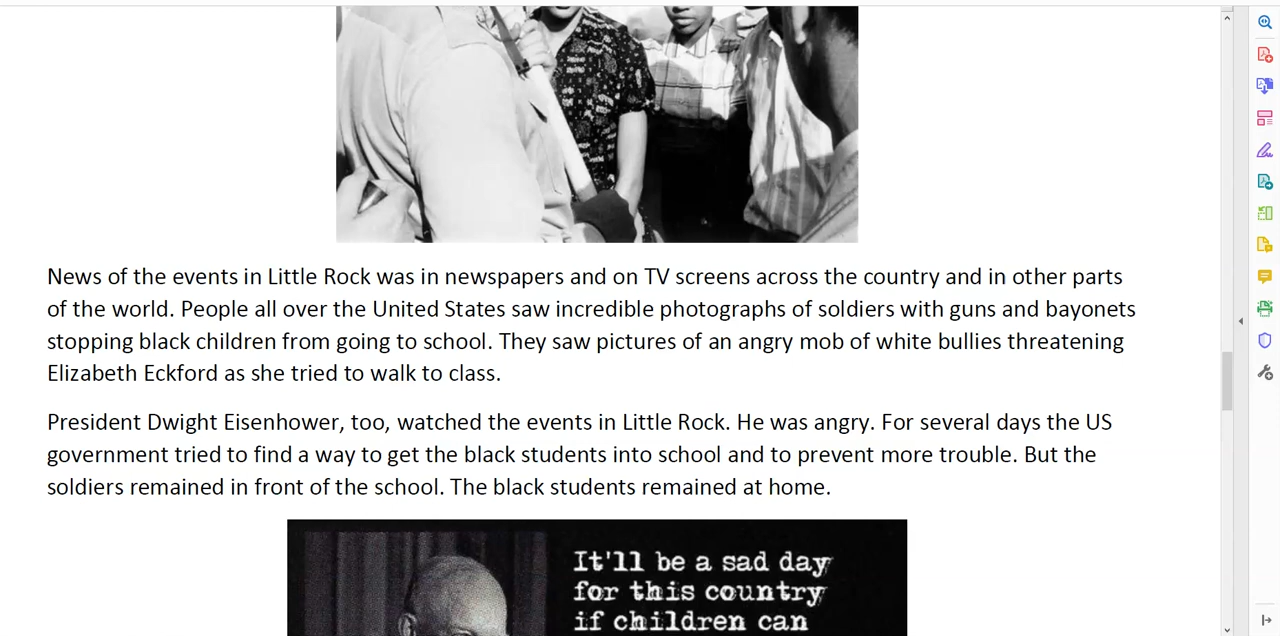 News of the events in Little Rock was in newspapers and on TV screens across the country and in other parts
of the world. People all over the United States saw incredible photographs of soldiers with guns and bayonets
stopping black children from going to school. They saw pictures of an angry mob of white bullies threatening
Elizabeth Eckford as she tried to walk to class.
President Dwight Eisenhower, too, watched the events in Little Rock. He was angry. For several days the US
government tried to find a way to get the black students into school and to prevent more trouble. But the
soldiers remained in front of the school. The black students remained at home.
It'll be a sad day
for this country
if children can